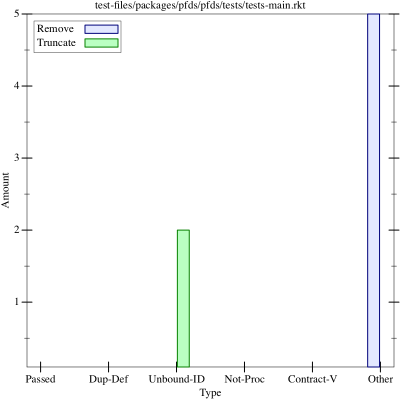 test-files/packages/pfds/pfds/tests/tests-main.rkt
Remove
Truncate
5
4
3
2
1
Amount
Passed Dup-Def Unbound-ID Not-Proc Contract-V Other
Type